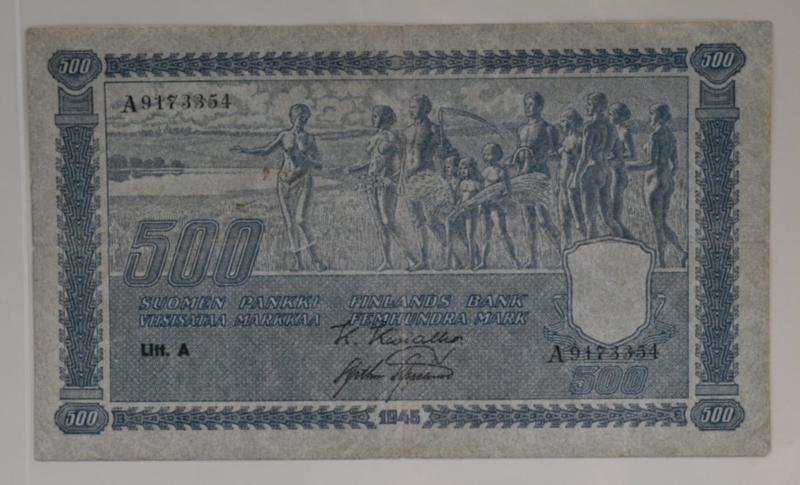 500 500
A9173354
500
SUOMEN PANKKI FINLANDS BANK
VIISISATAA MARKKAA FEMHUNDRA MARK
Litt. A
A9173354
500
500 1945 500